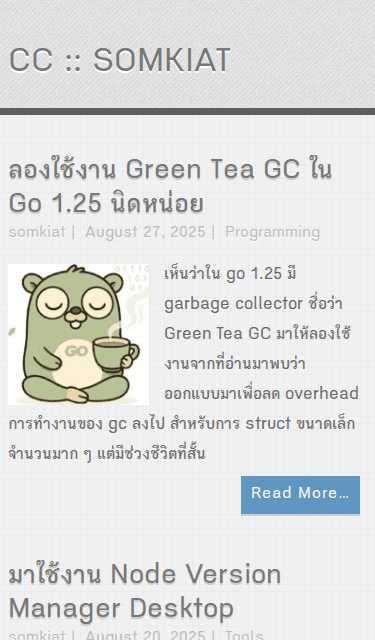 CC :: SOMKIAT
ลองใช้งาน Green Tea GC ใน
Go 1.25 นิดหน่อย
somkiat | August 27, 2025 | Programming
GO
เห็นว่าใน go 1.25 มี
garbage collector ชื่อว่า
Green Tea GC มาให้ลองใช้
งานจากที่อ่านมาพบว่า
ออกแบบมาเพื่อลด overhead
การทำงานของ gc ลงไป สำหรับการ struct ขนาดเล็ก
จำนวนมาก ๆ แต่มีช่วงชีวิตที่สั้น
Read More...
มาใช้งาน Node Version
Manager Desktop
somkiat | August 20, 2025 | Tools